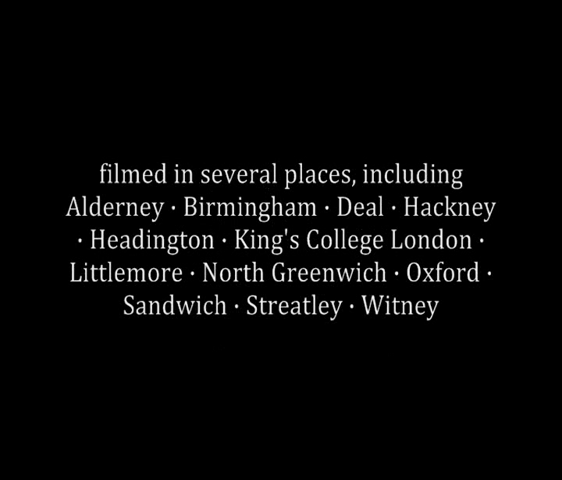 filmed in several places, including
Alderney · Birmingham · Deal · Hackney
· Headington · King's College London ·
Littlemore · North Greenwich · Oxford ·
Sandwich · Streatley · Witney